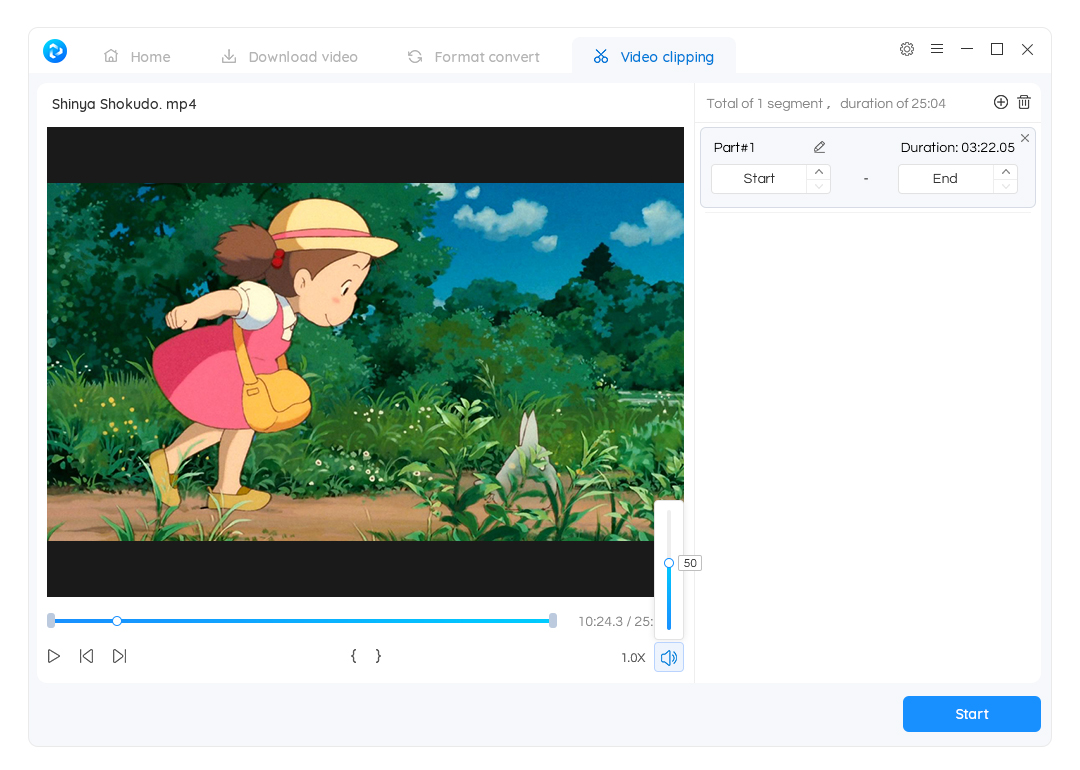 Home
Download video
Format convert
Video clipping
Shinya Shokudo. mp4
Total of 1 segment， duration of 25:04
Part#1
Duration: 03:22.05
Start
-
End
50
10:24.3 / 25:
{ }
1.0X
Start